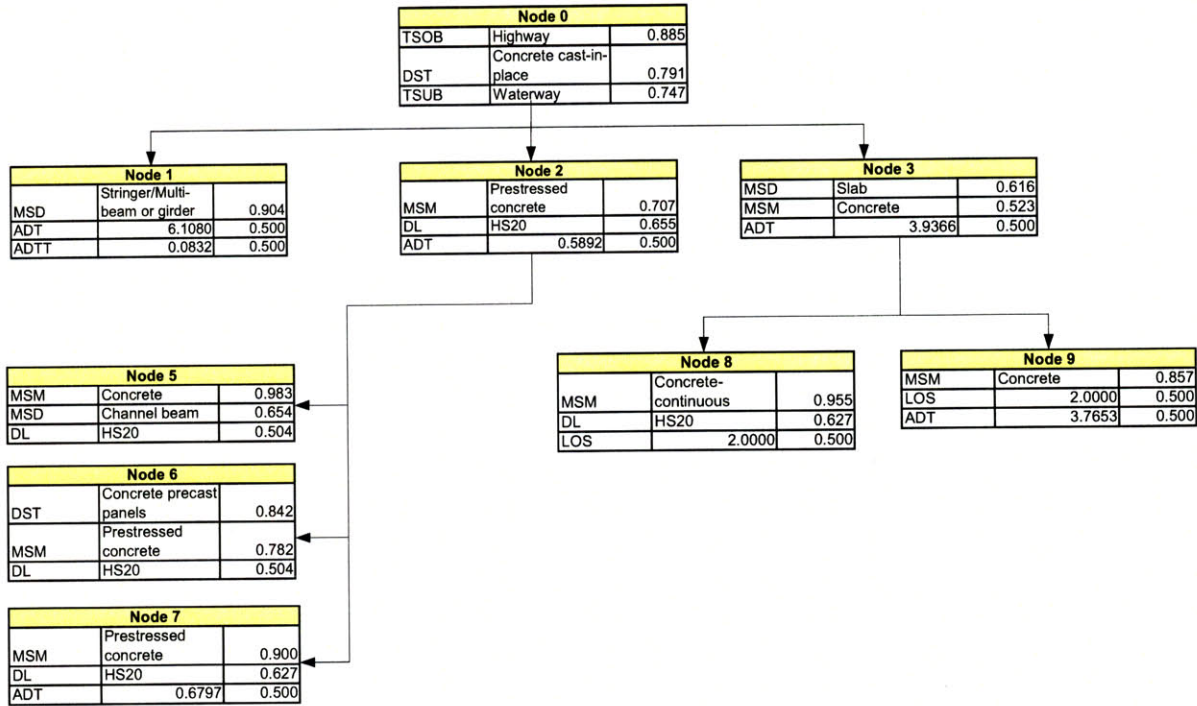 Node 0
TSOB Highway 0.885
Concrete cast-in-
DST place 0.791
TSUB Waterway 0.747
Node 1
Stringer/Multi-
MSD beam or girder 0.904
ADT 6.1080 0.500
ADTT 0.0832 0.500
Node 2
Prestressed
MSM concrete 0.707
DL HS20 0.655
ADT 0.5892 0.500
Node 3
MSD Slab 0.616
MSM Concrete 0.523
ADT 3.9366 0.500
Node 5
MSM Concrete 0.983
MSD Channel beam 0.654
DL HS20 0.504
Node 6
Concrete precast
DST panels 0.842
Prestressed
MSM concrete 0.782
DL HS20 0.504
Node 7
Prestressed
MSM concrete 0.900
DL HS20 0.627
ADT 0.6797 0.500
Node 8
Concrete-
MSM continuous 0.955
DL HS20 0.627
LOS 2.0000 0.500
Node 9
MSM Concrete 0.857
LOS 2.0000 0.500
ADT 3.7653 0.500